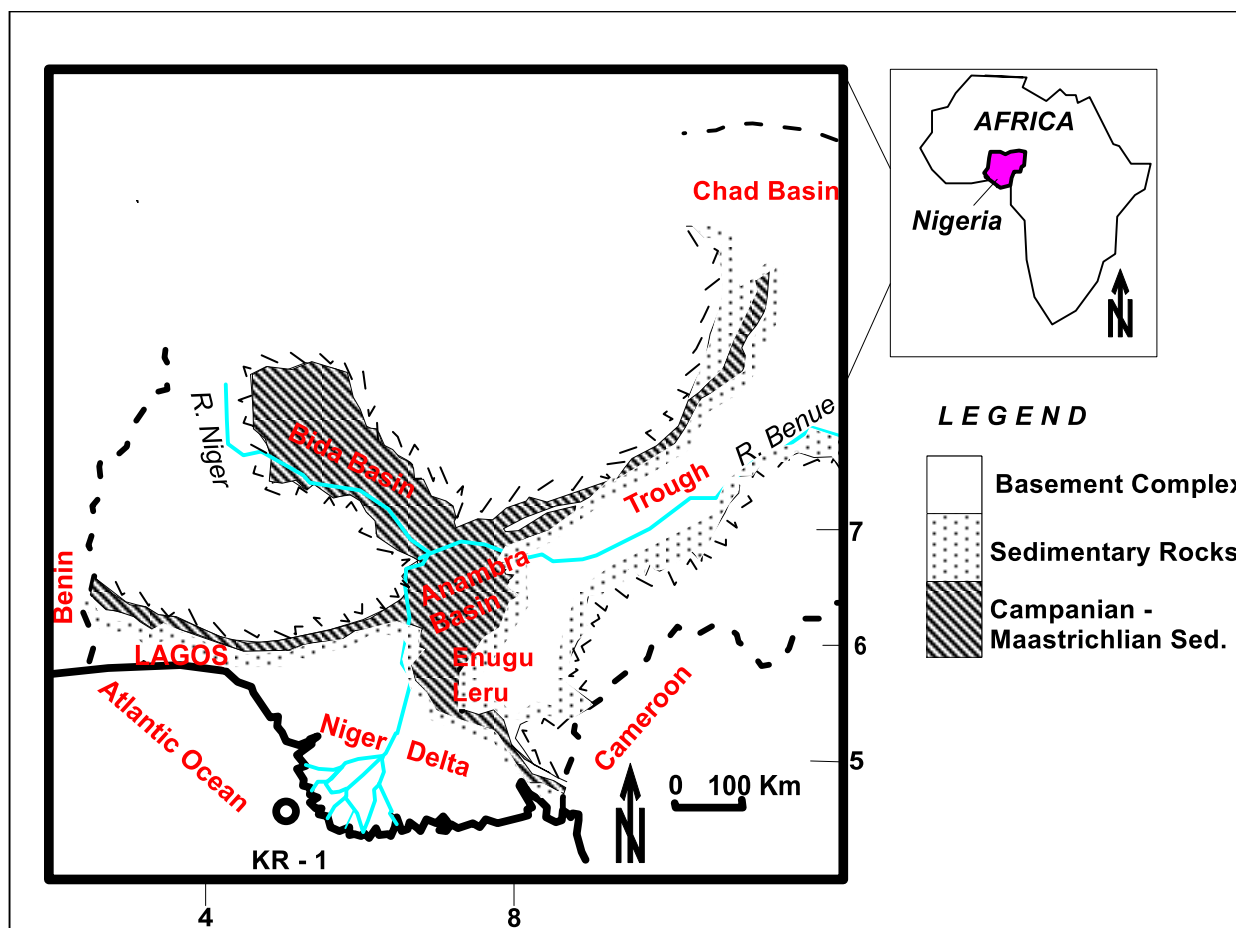 AFRICA
Nigeria
N
Chad Basin
R. Niger
Bida Basin
R. Benue
Trough
Anambra
Basin
Benin
LAGOS
Enugu
Leru
Atlantic Ocean
Niger Delta
Cameroon
KR - 1
0 100 Km
N
7
6
5
4
8
LEGEND
Basement Complex
Sedimentary Rocks
Campanian -
Maastrichlian Sed.